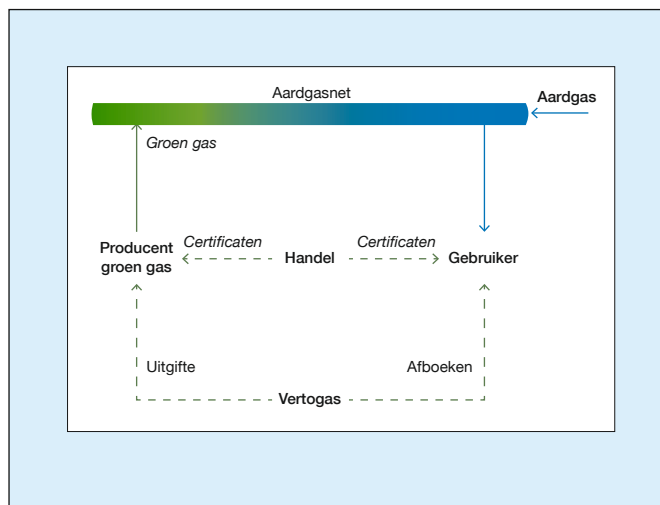 Aardgasnet
Aardgas
Groen gas
Producent
groen gas
Certificaten
Handel
Certificaten
Gebruiker
Uitgifte
Afboeken
Vertogas